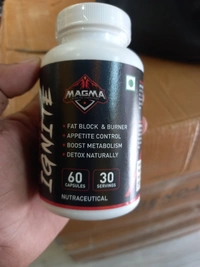 IGNITE
MAGMA
• FAT BLOCK & BURNER
• APPETITE CONTROL
• BOOST METABOLISM
• DETOX NATURALLY
60
CAPSULES
30
SERVINGS
NUTRACEUTICAL